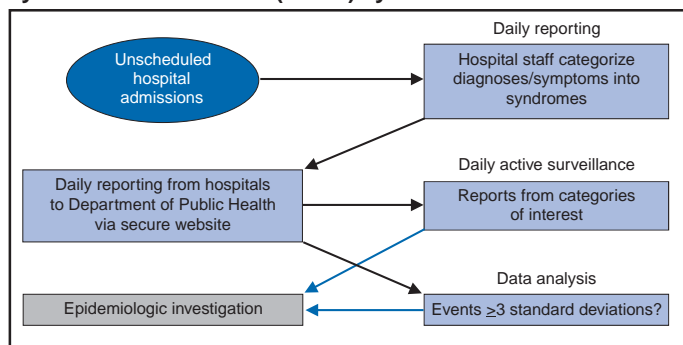 Daily reporting
Unscheduled
hospital
admissions
Hospital staff categorize
diagnoses/symptoms into
syndromes
Daily active surveillance
Daily reporting from hospitals
to Department of Public Health
via secure website
Reports from categories
of interest
Data analysis
Epidemiologic investigation
Events ≥3 standard deviations?